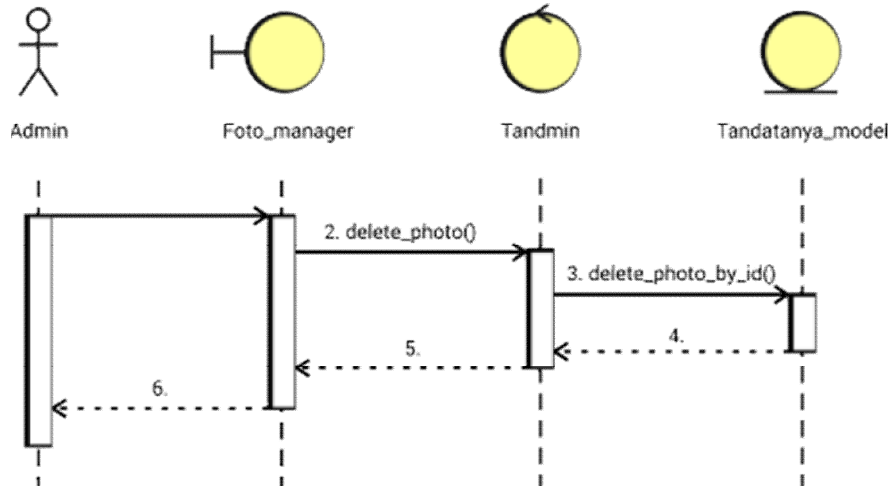 Admin
Foto_manager
Tandmin
Tandatanya_model
2. delete_photo()
3. delete_photo_by_id()
4.
5.
6.